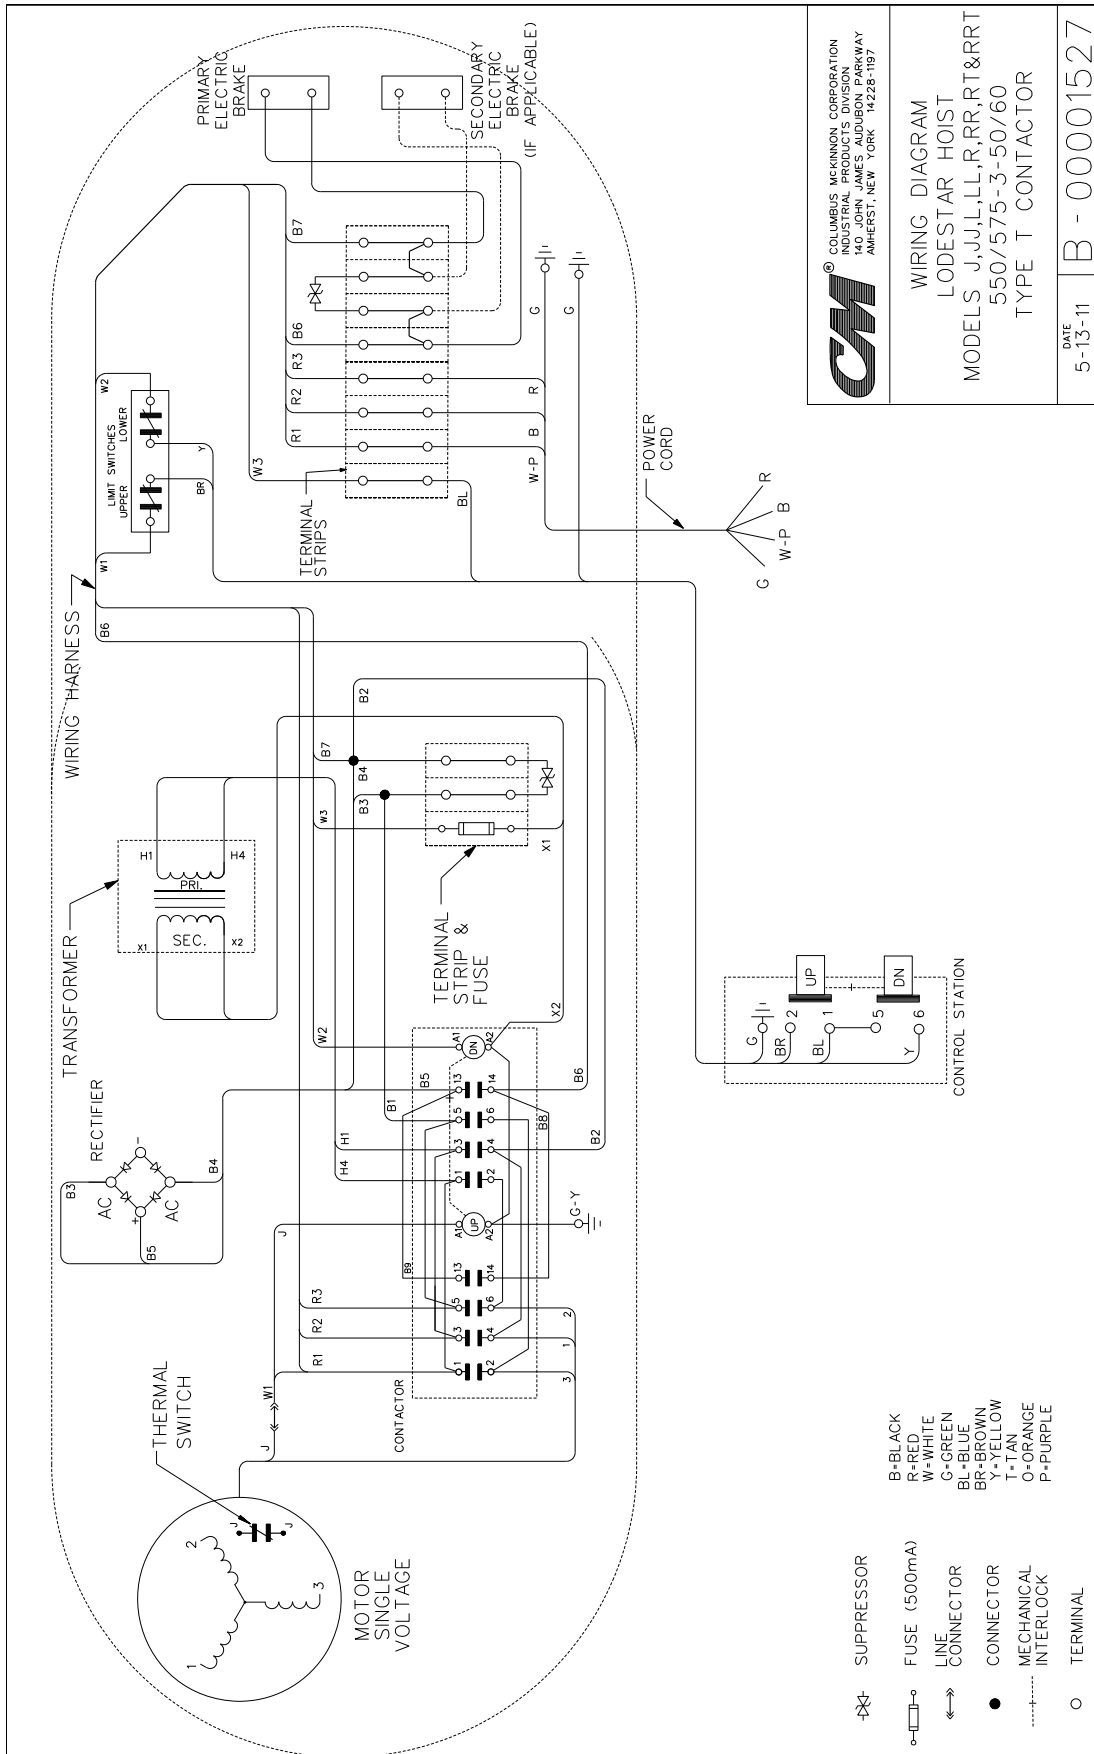 PRIMARY
ELECTRIC
BRAKE
SECONDARY
ELECTRIC
BRAKE
(IF APPLICABLE)
B7
B6
R3
R2
R1
W3
BL
W2
Y
BR
W1
LIMIT SWITCHES
UPPER LOWER
TERMINAL
STRIPS
G
G
R
B
W-P
POWER
CORD
R
B
W-P
G
WIRING HARNESS
B6
B2
B7
B4
B3
W3
X1
X2
TERMINAL
STRIP &
FUSE
TRANSFORMER
H1
H4
PRI.
SEC.
X1
X2
RECTIFIER
B3
AC
AC
-
+
B4
B5
W2
B5
B1
H1
H4
B6
B8
B2
B9
J
G-Y
R3
R2
R1
A1 DN A2
13 14
5 6
3 4
1 2
A1 UP A2
13 14
5 6
3 4
1 2
2
1
3
CONTACTOR
W1
J
THERMAL
SWITCH
J J
1 2 3
MOTOR
SINGLE
VOLTAGE
CONTROL STATION
UP
DN
G
BR 2
BL 1
5
Y 6
SUPPRESSOR
FUSE (500mA)
LINE
CONNECTOR
CONNECTOR
MECHANICAL
INTERLOCK
TERMINAL
B=BLACK
R=RED
W=WHITE
G=GREEN
BL=BLUE
BR=BROWN
Y=YELLOW
T=TAN
O=ORANGE
P=PURPLE
CM®
COLUMBUS MCKINNON CORPORATION
INDUSTRIAL PRODUCTS DIVISION
140 JOHN JAMES AUDUBON PARKWAY
AMHERST, NEW YORK 14228-1197
WIRING DIAGRAM
LODESTAR HOIST
MODELS J,JJ,L,LL,R,RR,RT&RRT
550/575-3-50/60
TYPE T CONTACTOR
DATE
5-13-11
B - 00001527